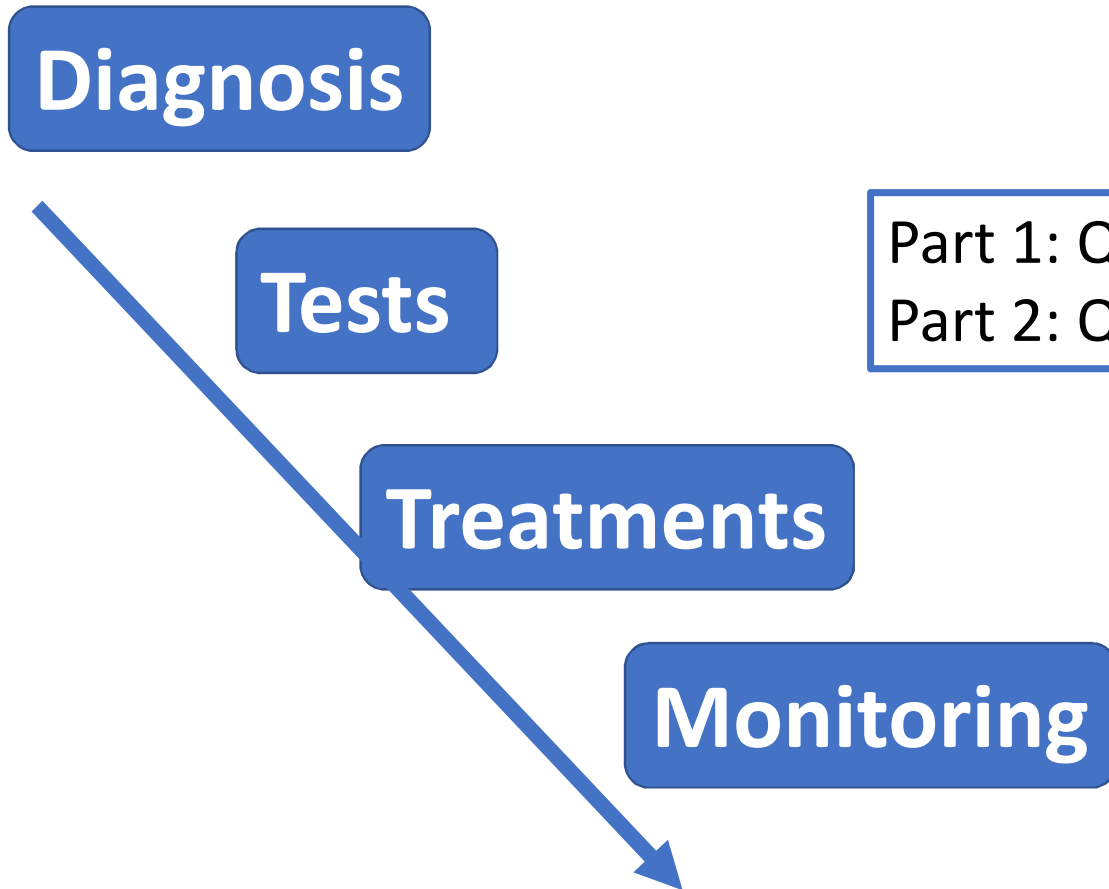 Diagnosis
Tests
Part 1: Q
Part 2: Q
Treatments
Monitoring